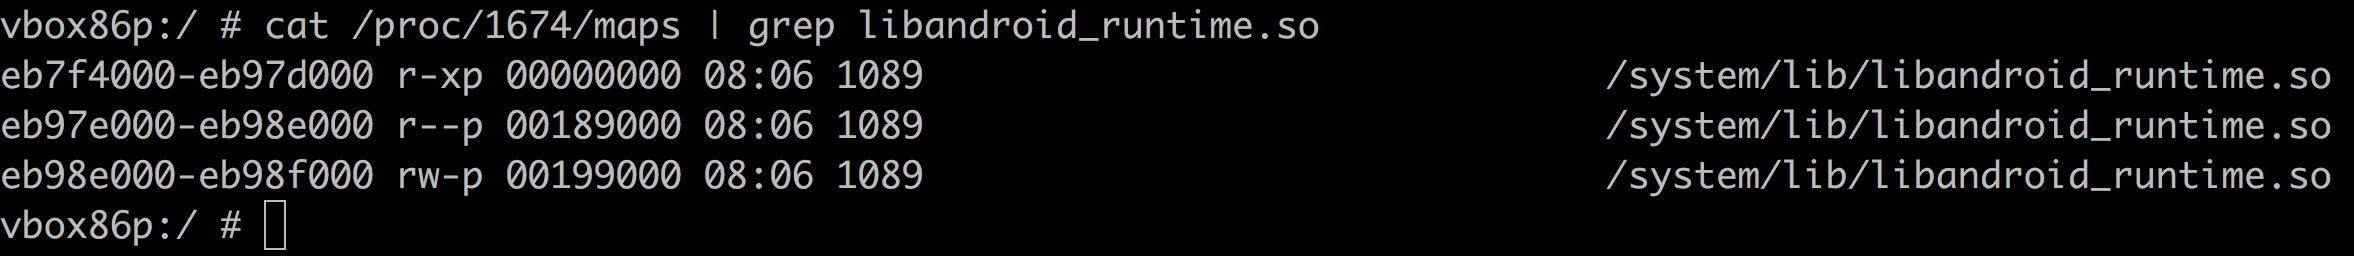 vbox86p:/ # cat /proc/1674/maps | grep libandroid_runtime.so
eb7f4000-eb97d000 r-xp 00000000 08:06 1089 /system/lib/libandroid_runtime.so
eb97e000-eb98e000 r--p 00189000 08:06 1089 /system/lib/libandroid_runtime.so
eb98e000-eb98f000 rw-p 00199000 08:06 1089 /system/lib/libandroid_runtime.so
vbox86p:/ #